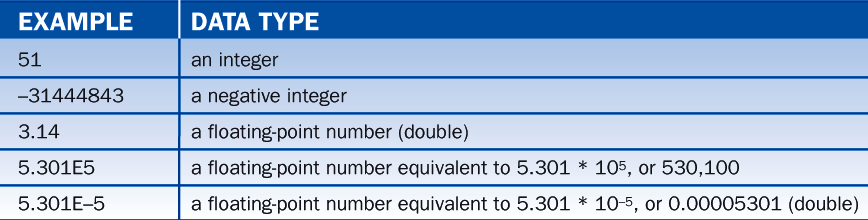 EXAMPLE DATA TYPE
51 an integer
–31444843 a negative integer
3.14 a floating-point number (double)
5.301E5 a floating-point number equivalent to 5.301 * 10⁵, or 530,100
5.301E–5 a floating-point number equivalent to 5.301 * 10⁻⁵, or 0.00005301 (double)